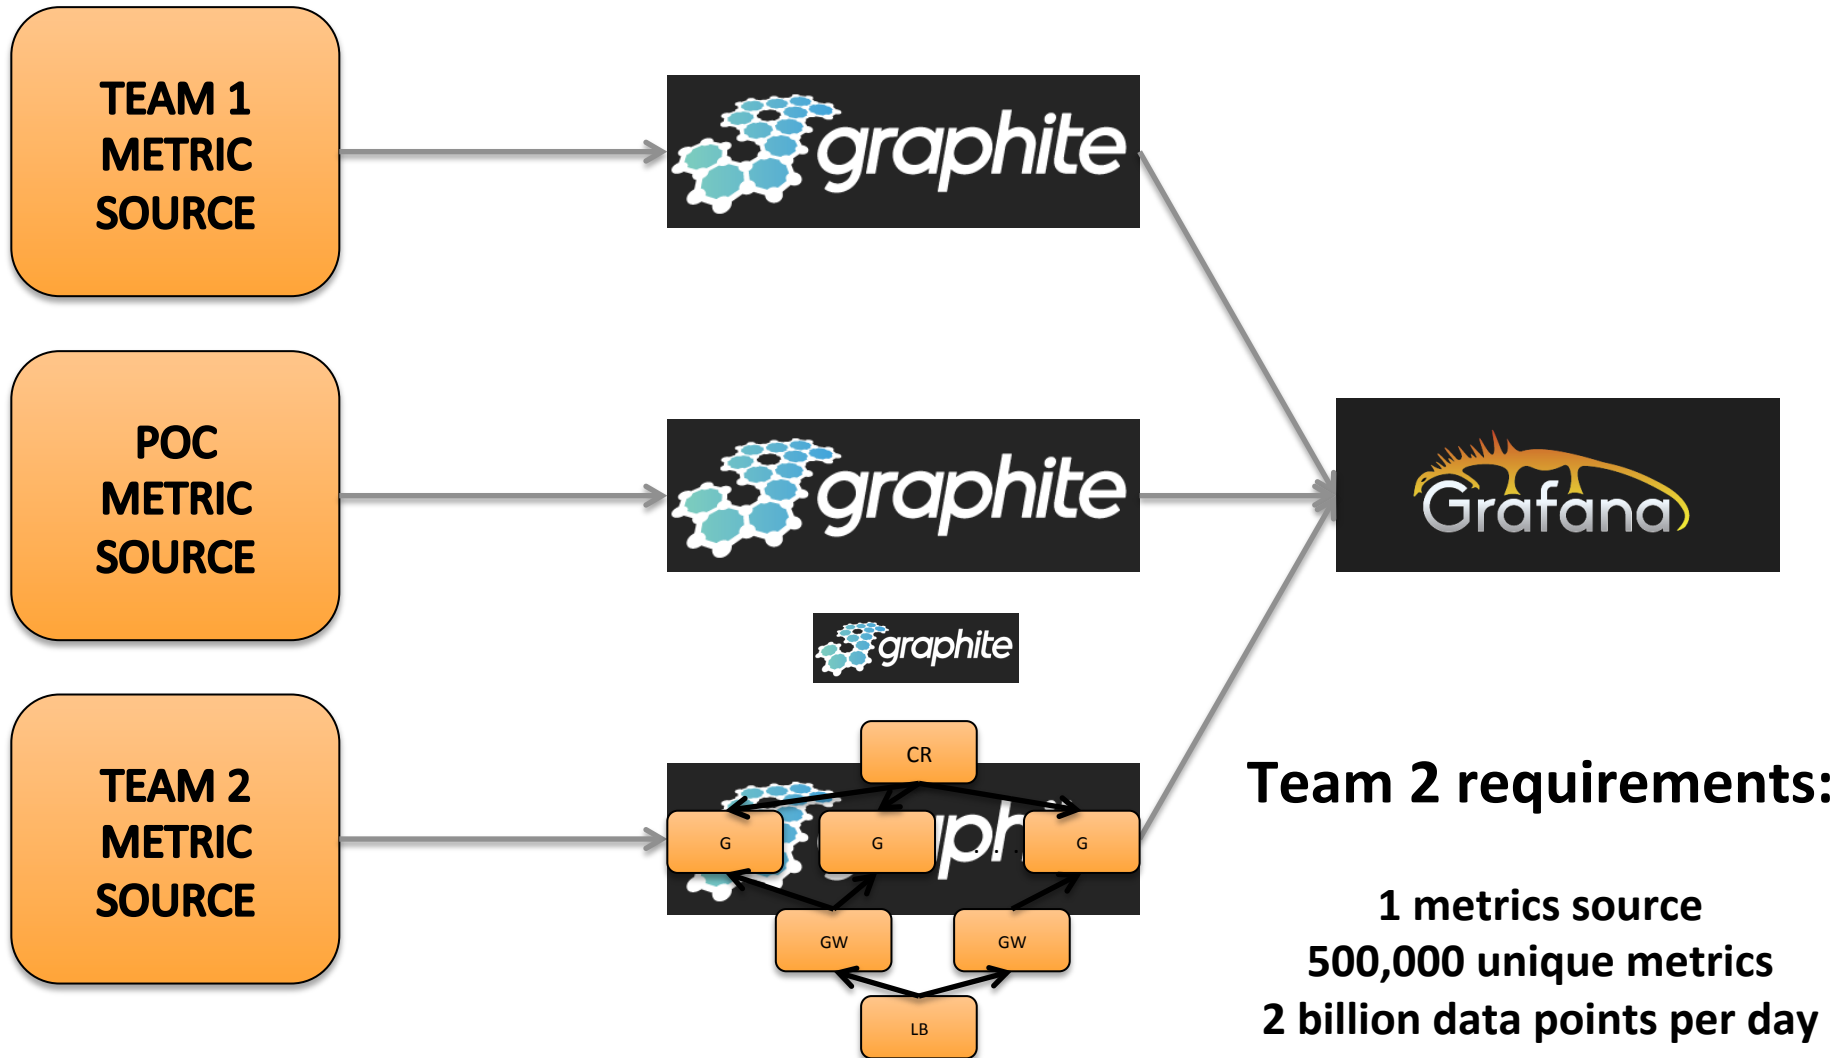 TEAM 1
METRIC
SOURCE
graphite
POC
METRIC
SOURCE
graphite
Grafana
graphite
TEAM 2
METRIC
SOURCE
CR
G
G
. . .
G
GW
GW
LB
Team 2 requirements:
1 metrics source
500,000 unique metrics
2 billion data points per day